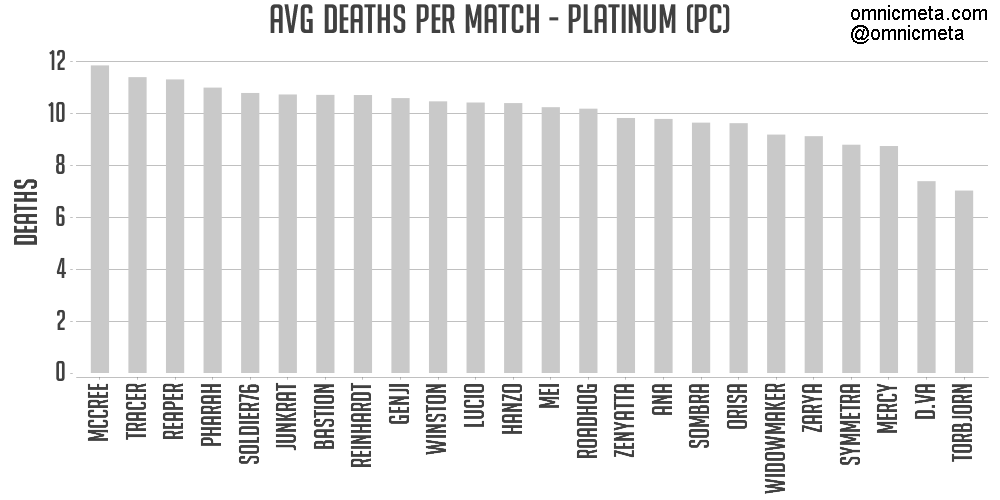 AVG DEATHS PER MATCH - PLATINUM (PC)
omnicmeta.com
@omnicmeta
DEATHS
12
10
8
6
4
2
0
MCCREE
TRACER
REAPER
PHARAH
SOLDIER76
JUNKRAT
BASTION
REINHARDT
GENJI
WINSTON
LUCIO
HANZO
MEI
ROADHOG
ZENYATTA
ANA
SOMBRA
ORISA
WIDOWMAKER
ZARYA
SYMMETRA
MERCY
D.VA
TORBJORN